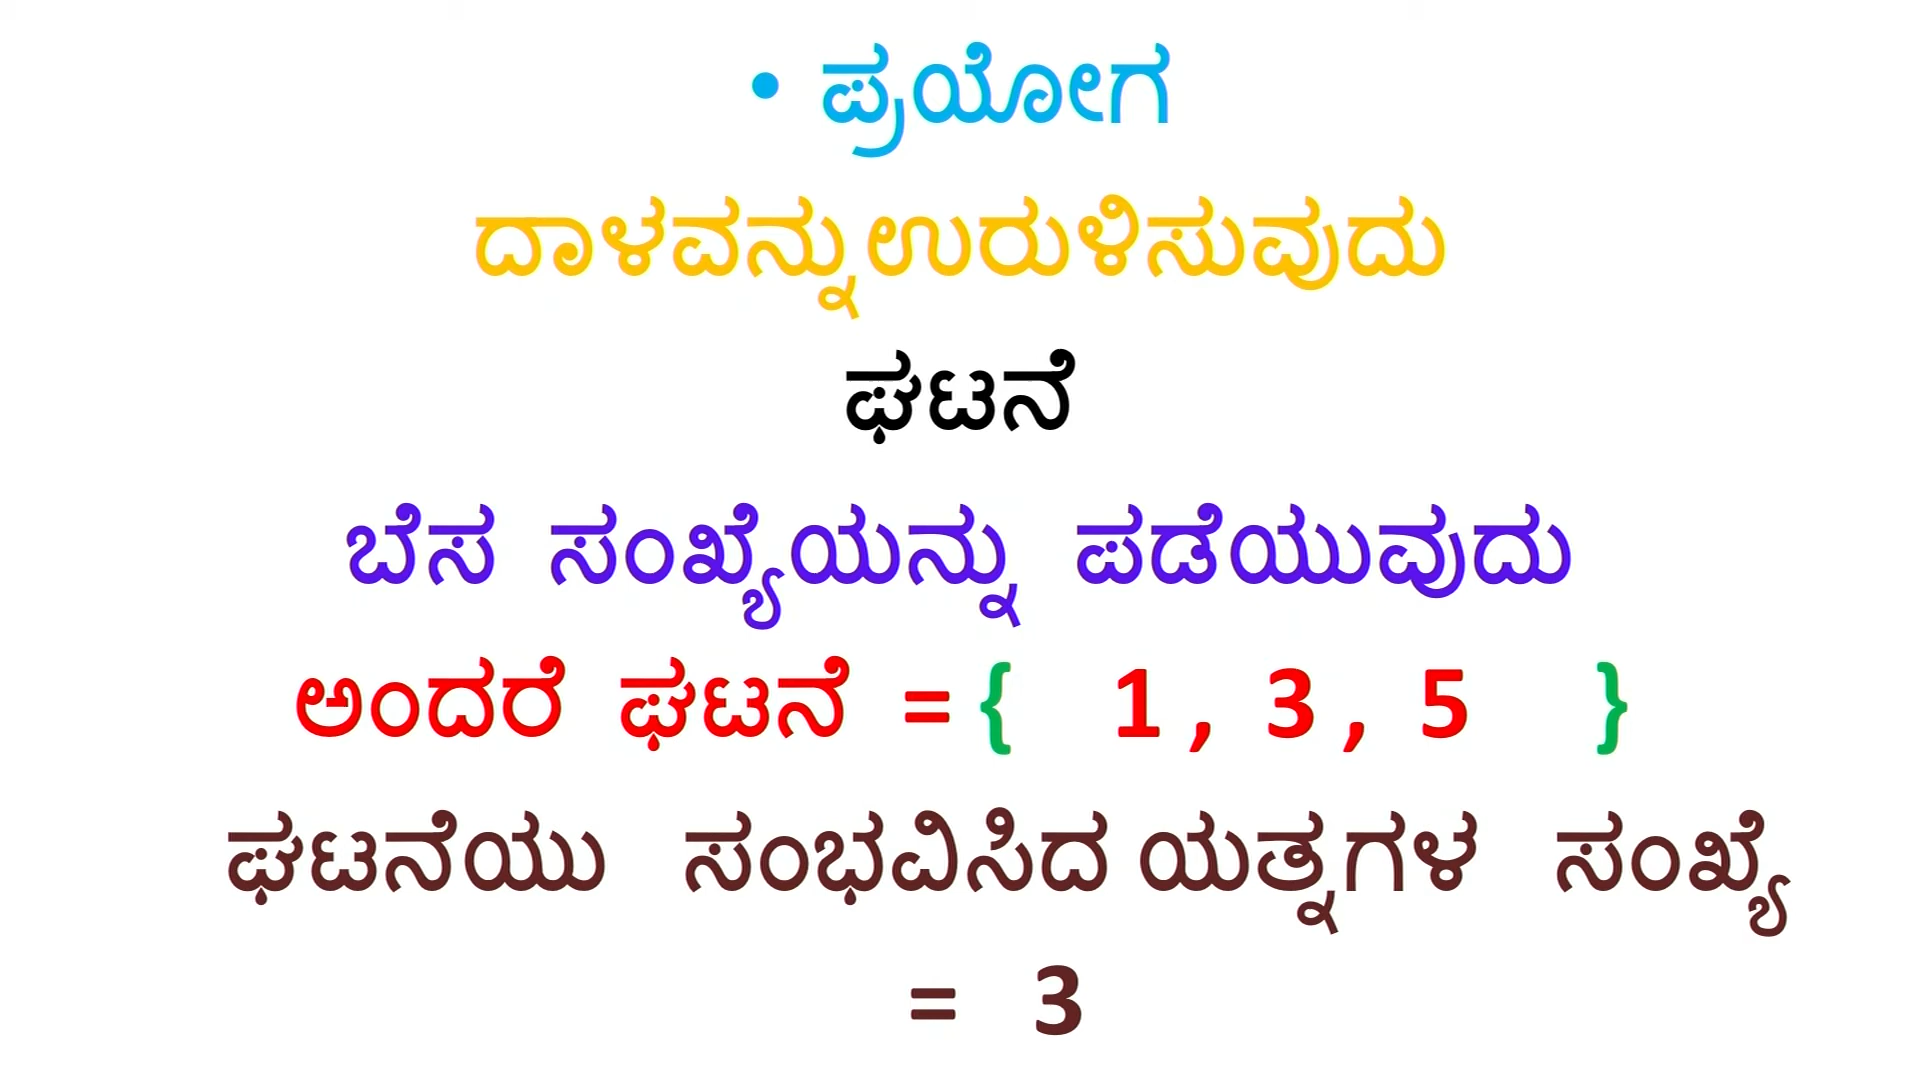 • ಪ್ರಯೋಗ
ದಾಳವನ್ನು ಉರುಳಿಸುವುದು
ಘಟನೆ
ಬೆಸ ಸಂಖ್ಯೆಯನ್ನು ಪಡೆಯುವುದು
ಅಂದರೆ ಘಟನೆ = { 1 , 3 , 5 }
ಘಟನೆಯು ಸಂಭವಿಸಿದ ಯತ್ನಗಳ ಸಂಖ್ಯೆ
= 3